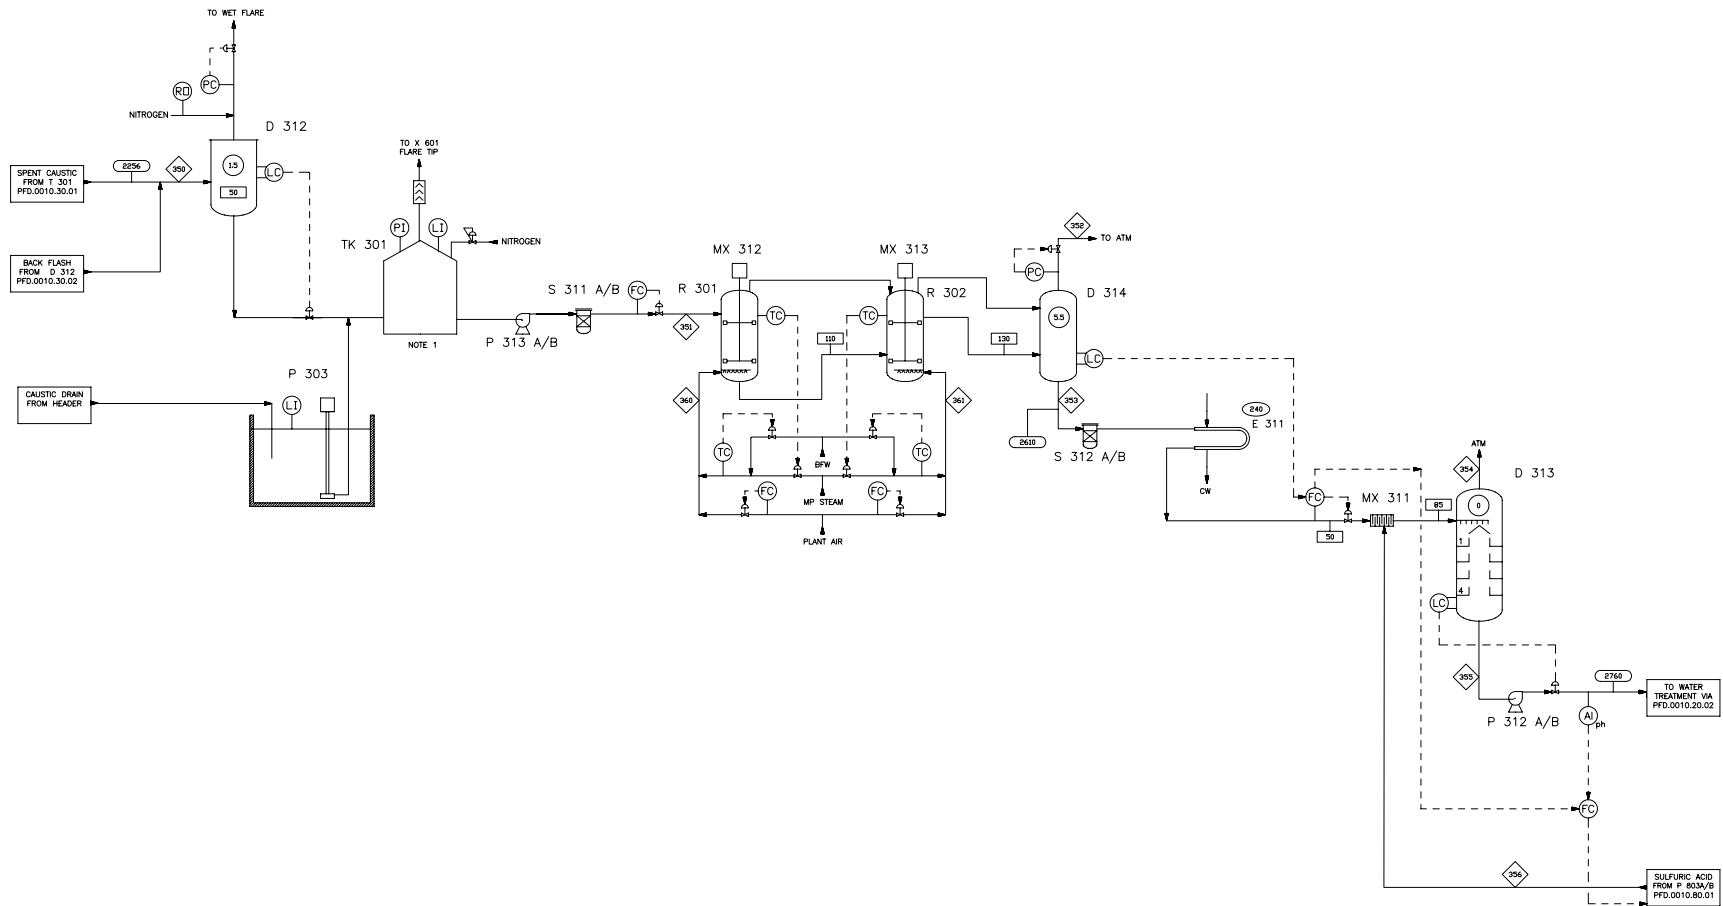 TO WET FLARE
PC
RO
NITROGEN
D 312
SPENT CAUSTIC
FROM T 301
PFD.0010.30.01
2256
350
1.5
50
LC
BACK FLASH
FROM D 312
PFD.0010.30.02
TO X 601
FLARE TIP
TK 301
PI
LI
NITROGEN
NOTE 1
CAUSTIC DRAIN
FROM HEADER
P 303
LI
P 313 A/B
S 311 A/B
FC
351
MX 312
R 301
TC
110
MX 313
R 302
TC
130
360
361
TC
TC
BFW
FC
FC
MP STEAM
PLANT AIR
352
TO ATM
PC
D 314
5.5
LC
353
2610
S 312 A/B
240
E 311
CW
FC
50
MX 311
85
ATM
354
D 313
0
1
4
LC
355
P 312 A/B
2760
TO WATER
TREATMENT VIA
PFD.0010.20.02
AI
ph
FC
356
SULFURIC ACID
FROM P 803A/B
PFD.0010.80.01